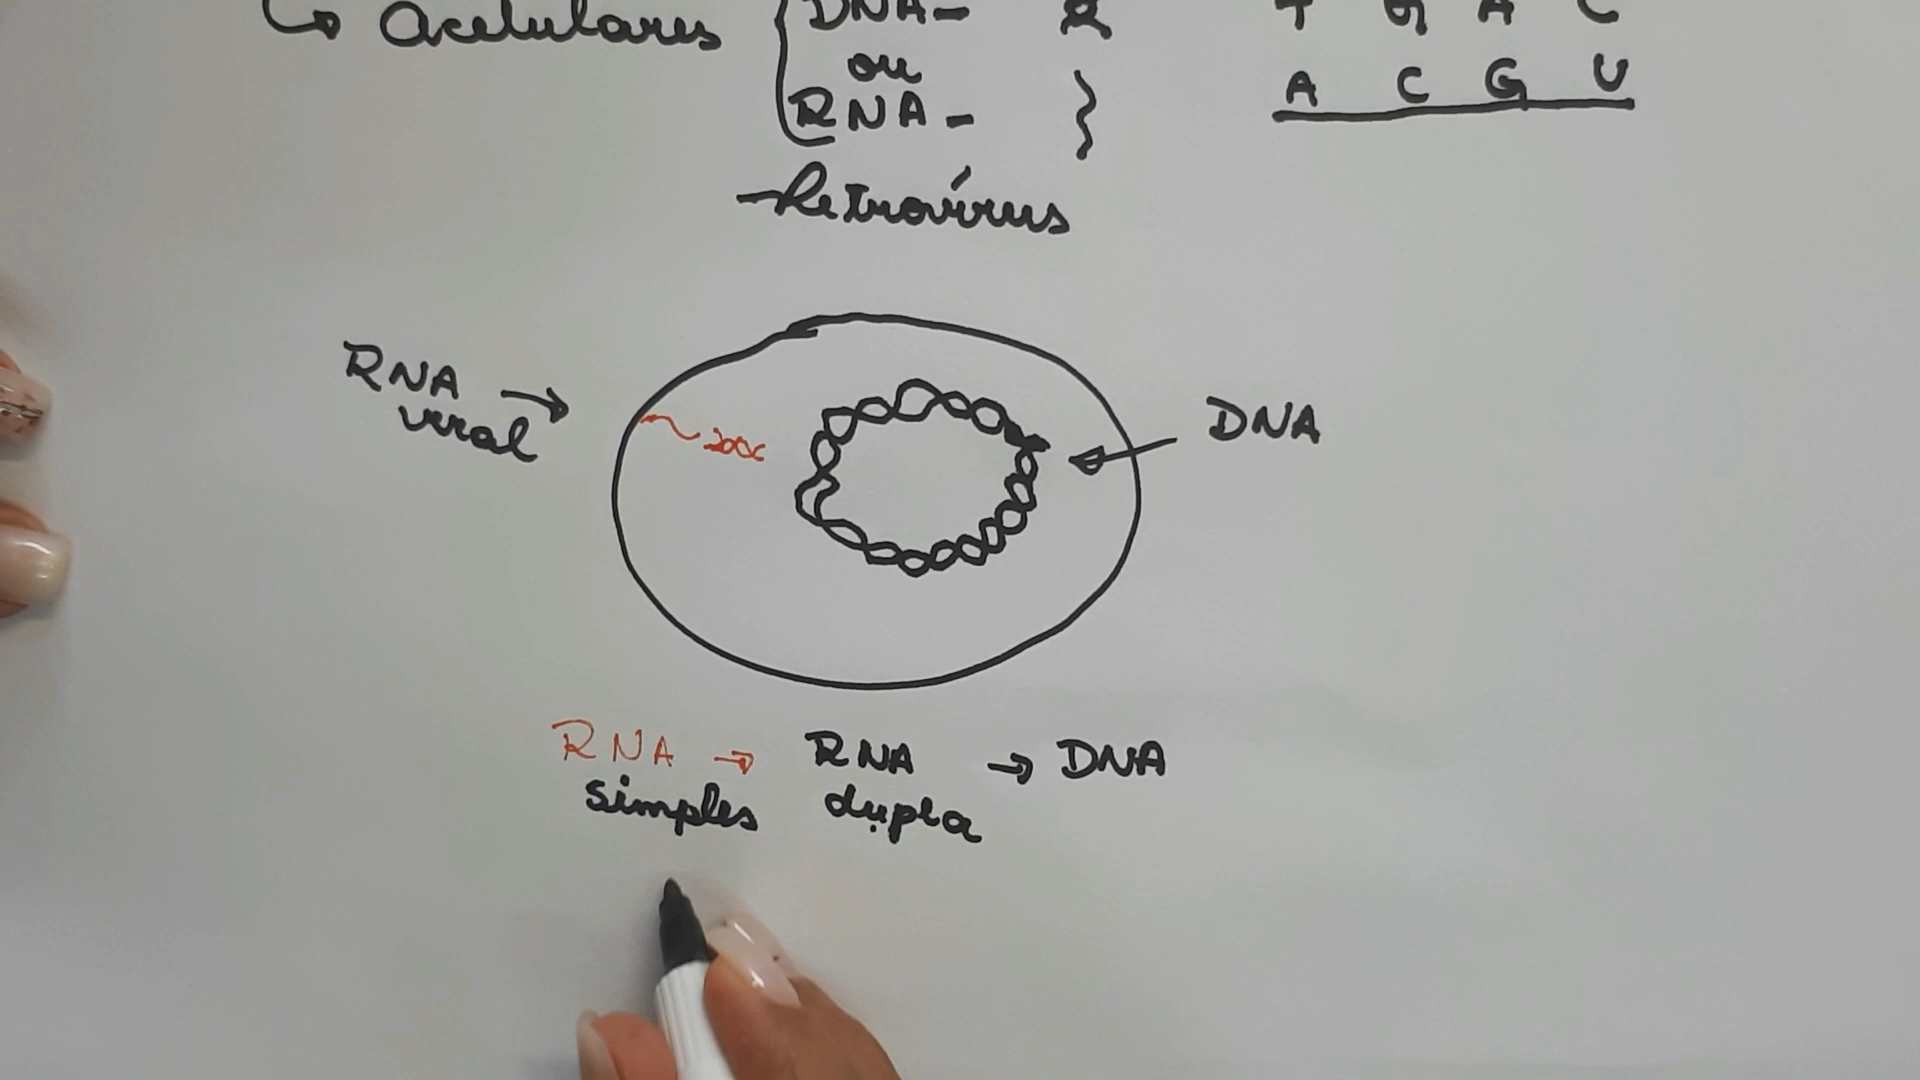 ↳ Acelulares { DNA - T G A C
ou
RNA - } A C G U
- Retrovírus
RNA → viral
DNA
RNA → RNA → DNA
simples dupla